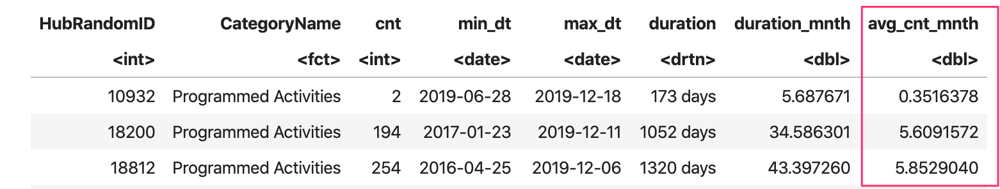 HubRandomID CategoryName cnt min_dt max_dt duration duration_mnth avg_cnt_mnth
<int> <fct> <int> <date> <date> <drtn> <dbl> <dbl>
10932 Programmed Activities 2 2019-06-28 2019-12-18 173 days 5.687671 0.3516378
18200 Programmed Activities 194 2017-01-23 2019-12-11 1052 days 34.586301 5.6091572
18812 Programmed Activities 254 2016-04-25 2019-12-06 1320 days 43.397260 5.8529040